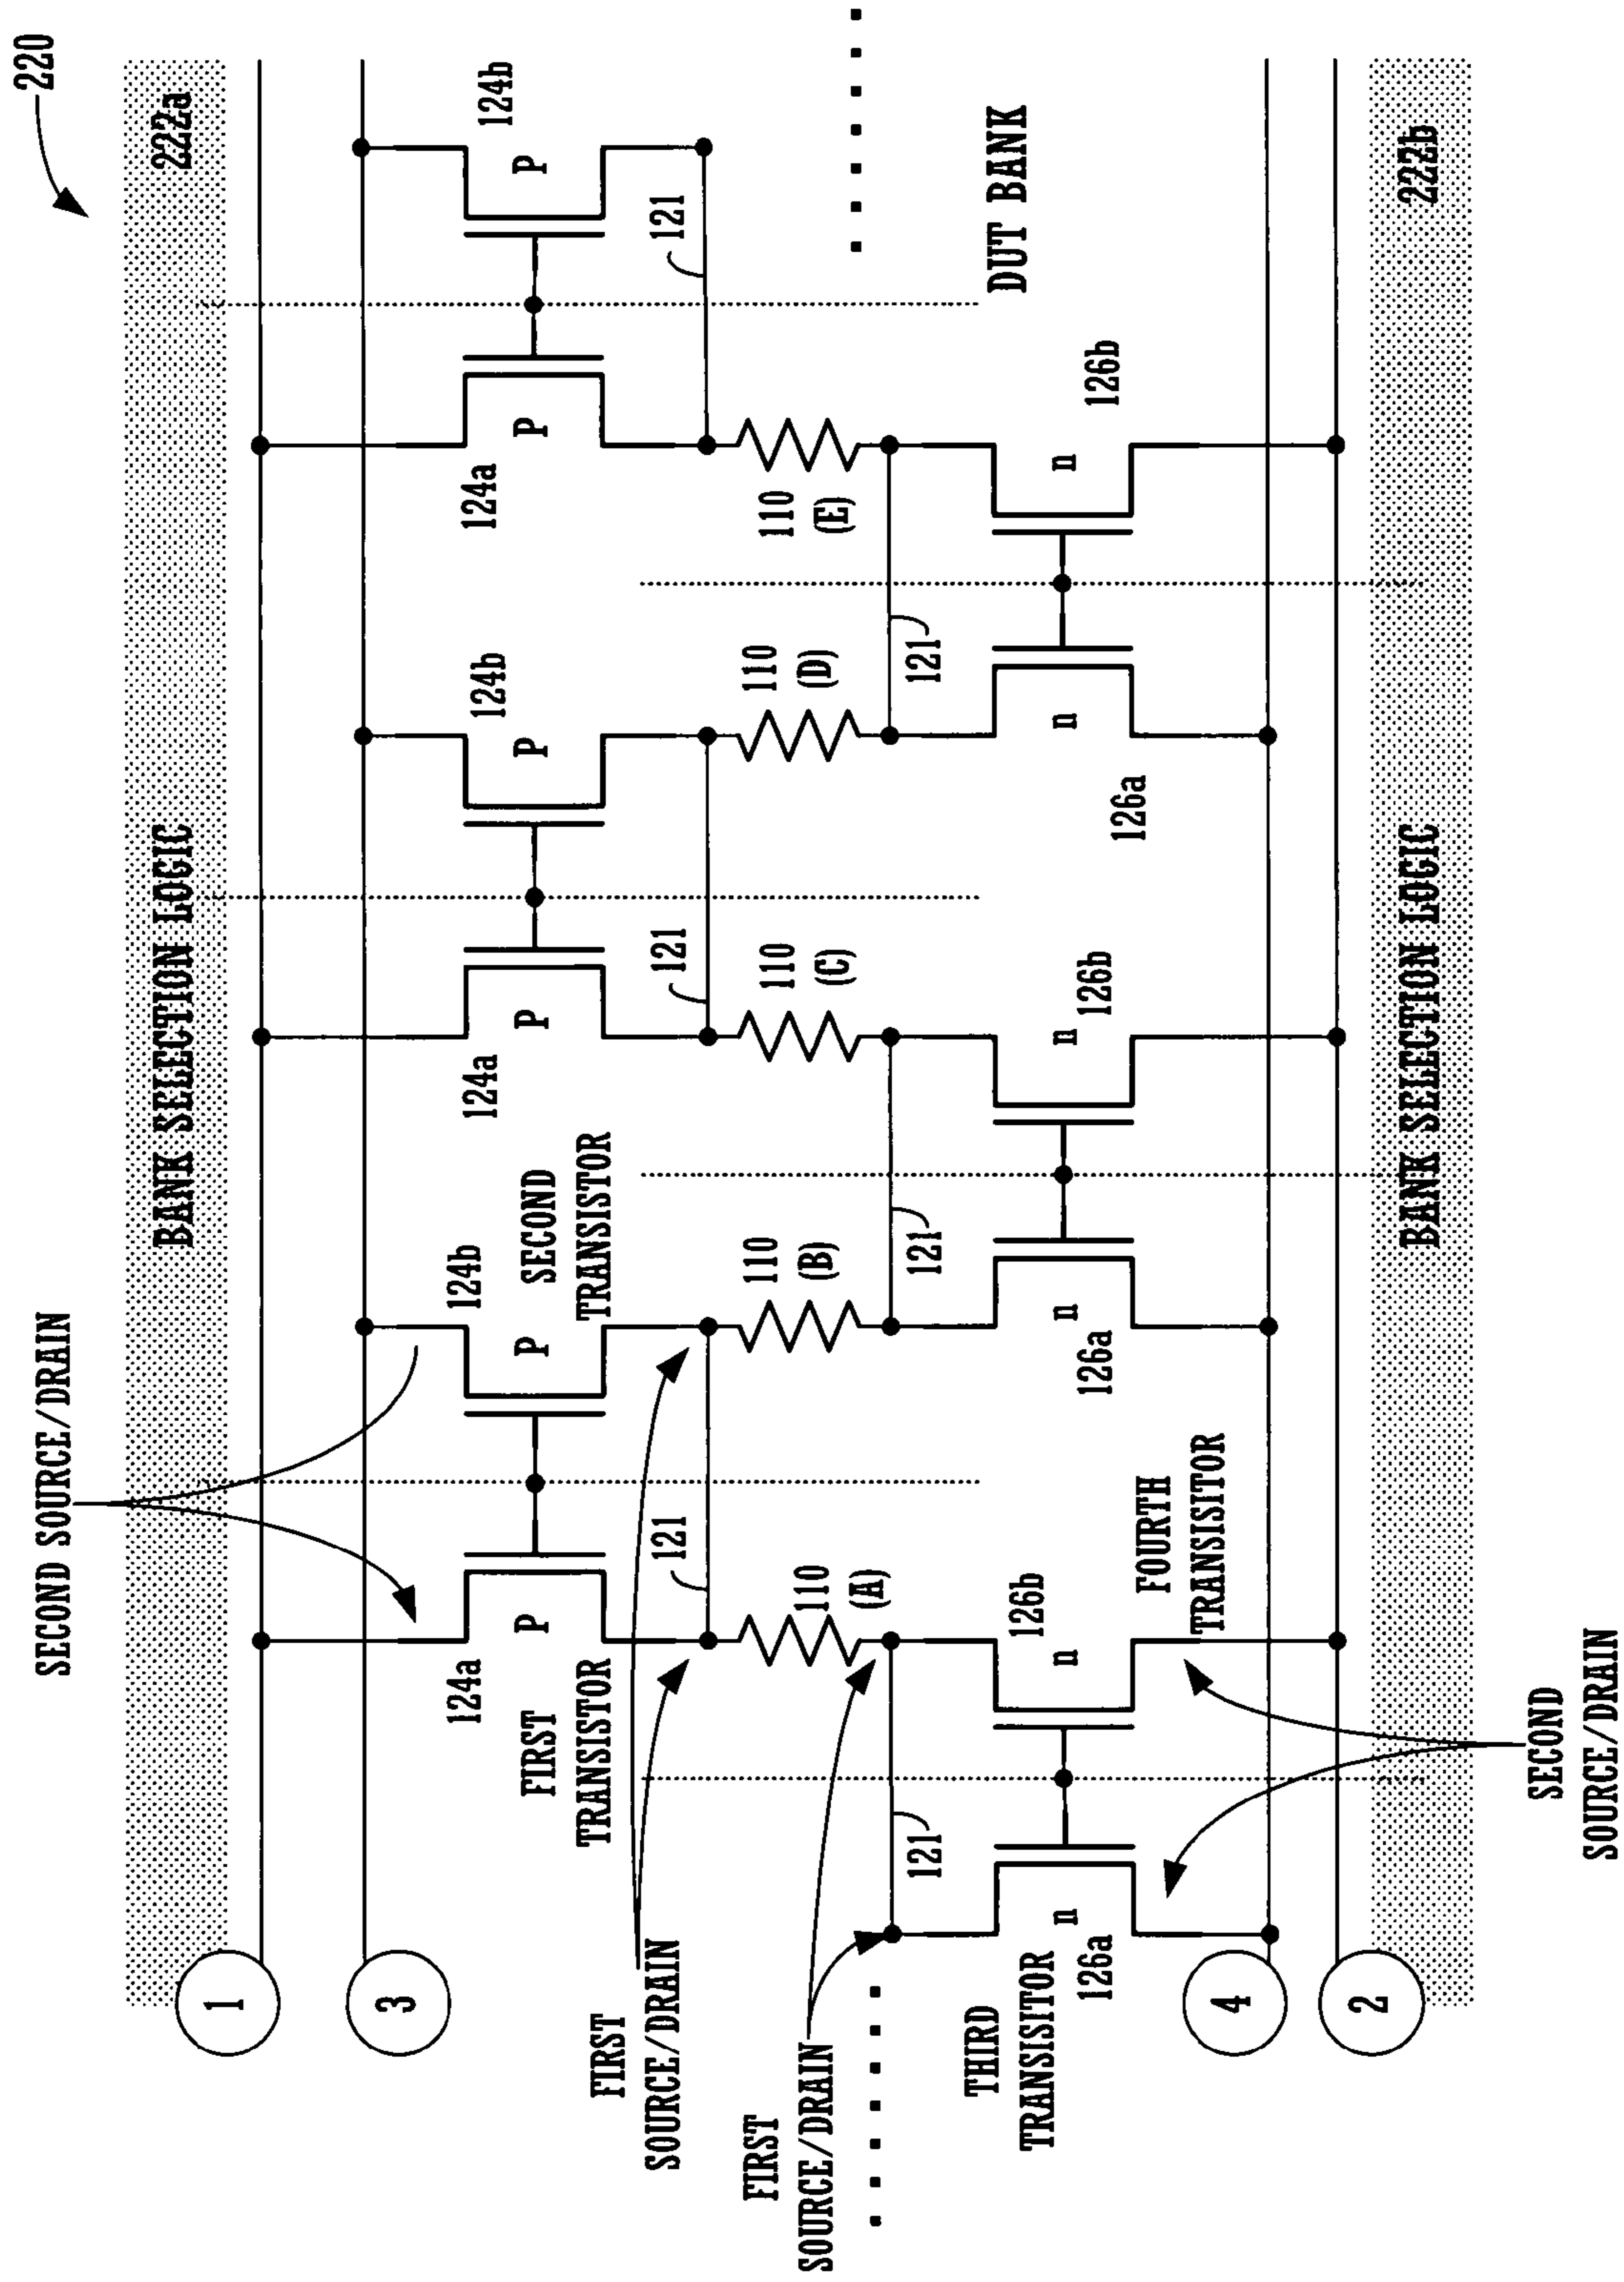 220
SECOND SOURCE/DRAIN
BANK SELECTION LOGIC
222a
1
3
124a
124b
124a
124b
124a
124b
P
P
P
P
P
P
FIRST
TRANSISTOR
SECOND
TRANSISTOR
FIRST
SOURCE/DRAIN
121
121
121
110
(A)
110
(B)
110
(C)
110
(D)
110
(E)
FIRST
SOURCE/DRAIN
121
121
121
DUT BANK
THIRD
TRANSISITOR
126a
n
n
126b
FOURTH
TRANSISITOR
126a
n
n
126b
126a
n
n
126b
4
2
BANK SELECTION LOGIC
222b
SECOND
SOURCE/DRAIN